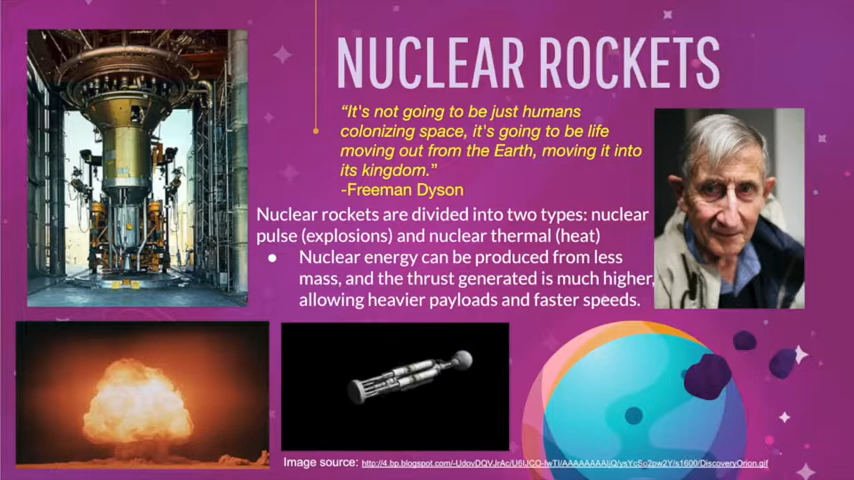 NUCLEAR ROCKETS
“It's not going to be just humans
colonizing space, it's going to be life
moving out from the Earth, moving it into
its kingdom.”
-Freeman Dyson
Nuclear rockets are divided into two types: nuclear
pulse (explosions) and nuclear thermal (heat)
● Nuclear energy can be produced from less
mass, and the thrust generated is much higher,
allowing heavier payloads and faster speeds.
Image source: